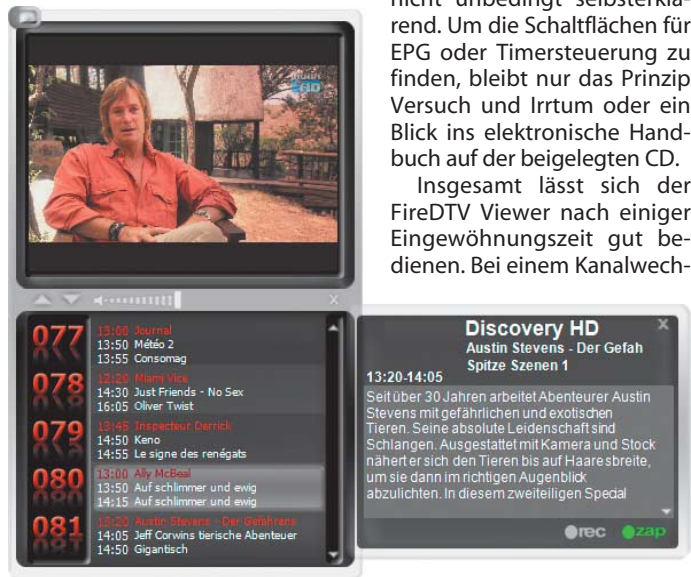 nicht unbedingt selbsterklä-
rend. Um die Schaltflächen für
EPG oder Timersteuerung zu
finden, bleibt nur das Prinzip
Versuch und Irrtum oder ein
Blick ins elektronische Hand-
buch auf der beigelegten CD.
Insgesamt lässt sich der
FireDTV Viewer nach einiger
Eingewöhnungszeit gut be-
dienen. Bei einem Kanalwech-
HD
077
13:00 Journal
13:50 Météo 2
13:55 Consomag
078
12:20 Miami Vice
14:30 Just Friends - No Sex
16:05 Oliver Twist
079
13:45 Inspecteur Derrick
14:50 Keno
14:55 Le signe des renégats
080
13:00 Ally McBeal
13:50 Auf schlimmer und ewig
14:15 Auf schlimmer und ewig
081
13:20 Austin Stevens - Der Gefahrens
14:05 Jeff Corwins tierische Abenteuer
14:50 Gigantisch
X
Discovery HD
Austin Stevens - Der Gefah
Spitze Szenen 1
13:20-14:05
Seit über 30 Jahren arbeitet Abenteurer Austin
Stevens mit gefährlichen und exotischen
Tieren. Seine absolute Leidenschaft sind
Schlangen. Ausgestattet mit Kamera und Stock
nähert er sich den Tieren bis auf Haaresbreite,
um sie dann im richtigen Augenblick
abzulichten. In diesem zweiteiligen Special
rec zap